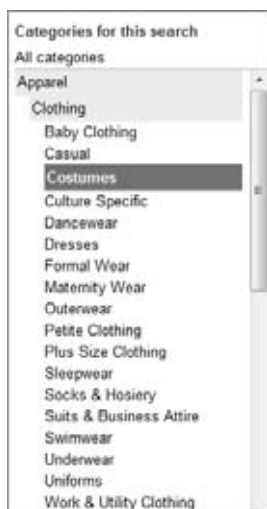 Categories for this search
All categories
Apparel
Clothing
Baby Clothing
Casual
Costumes
Culture Specific
Dancewear
Dresses
Formal Wear
Maternity Wear
Outerwear
Petite Clothing
Plus Size Clothing
Sleepwear
Socks & Hosiery
Suits & Business Attire
Swimwear
Underwear
Uniforms
Work & Utility Clothing